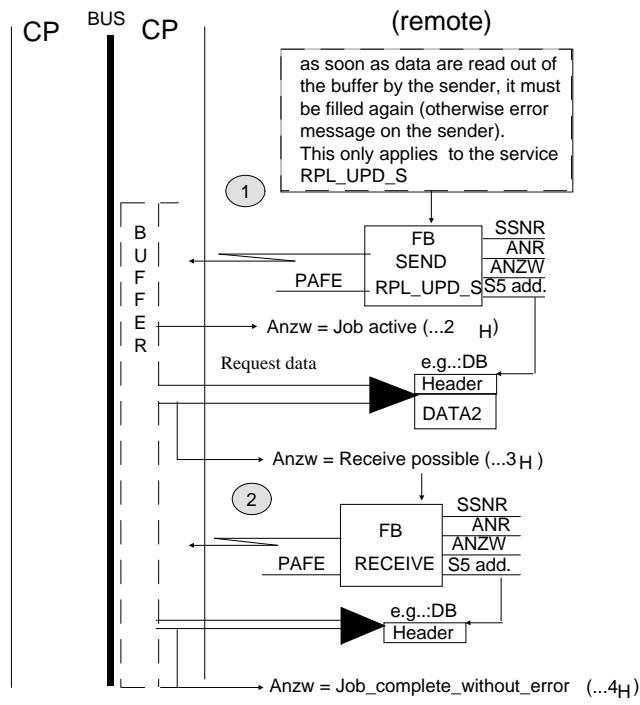 CP
BUS
CP
(remote)
as soon as data are read out of
the buffer by the sender, it must
be filled again (otherwise error
message on the sender).
This only applies to the service
RPL_UPD_S
1
BUFFER
FB
SEND
RPL_UPD_S
SSNR
ANR
ANZW
S5 add.
PAFE
Anzw = Job active (...2 H)
Request data
e.g..:DB
Header
DATA2
Anzw = Receive possible (...3H)
2
FB
RECEIVE
SSNR
ANR
ANZW
S5 add.
PAFE
e.g..:DB
Header
Anzw = Job_complete_without_error (...4H)